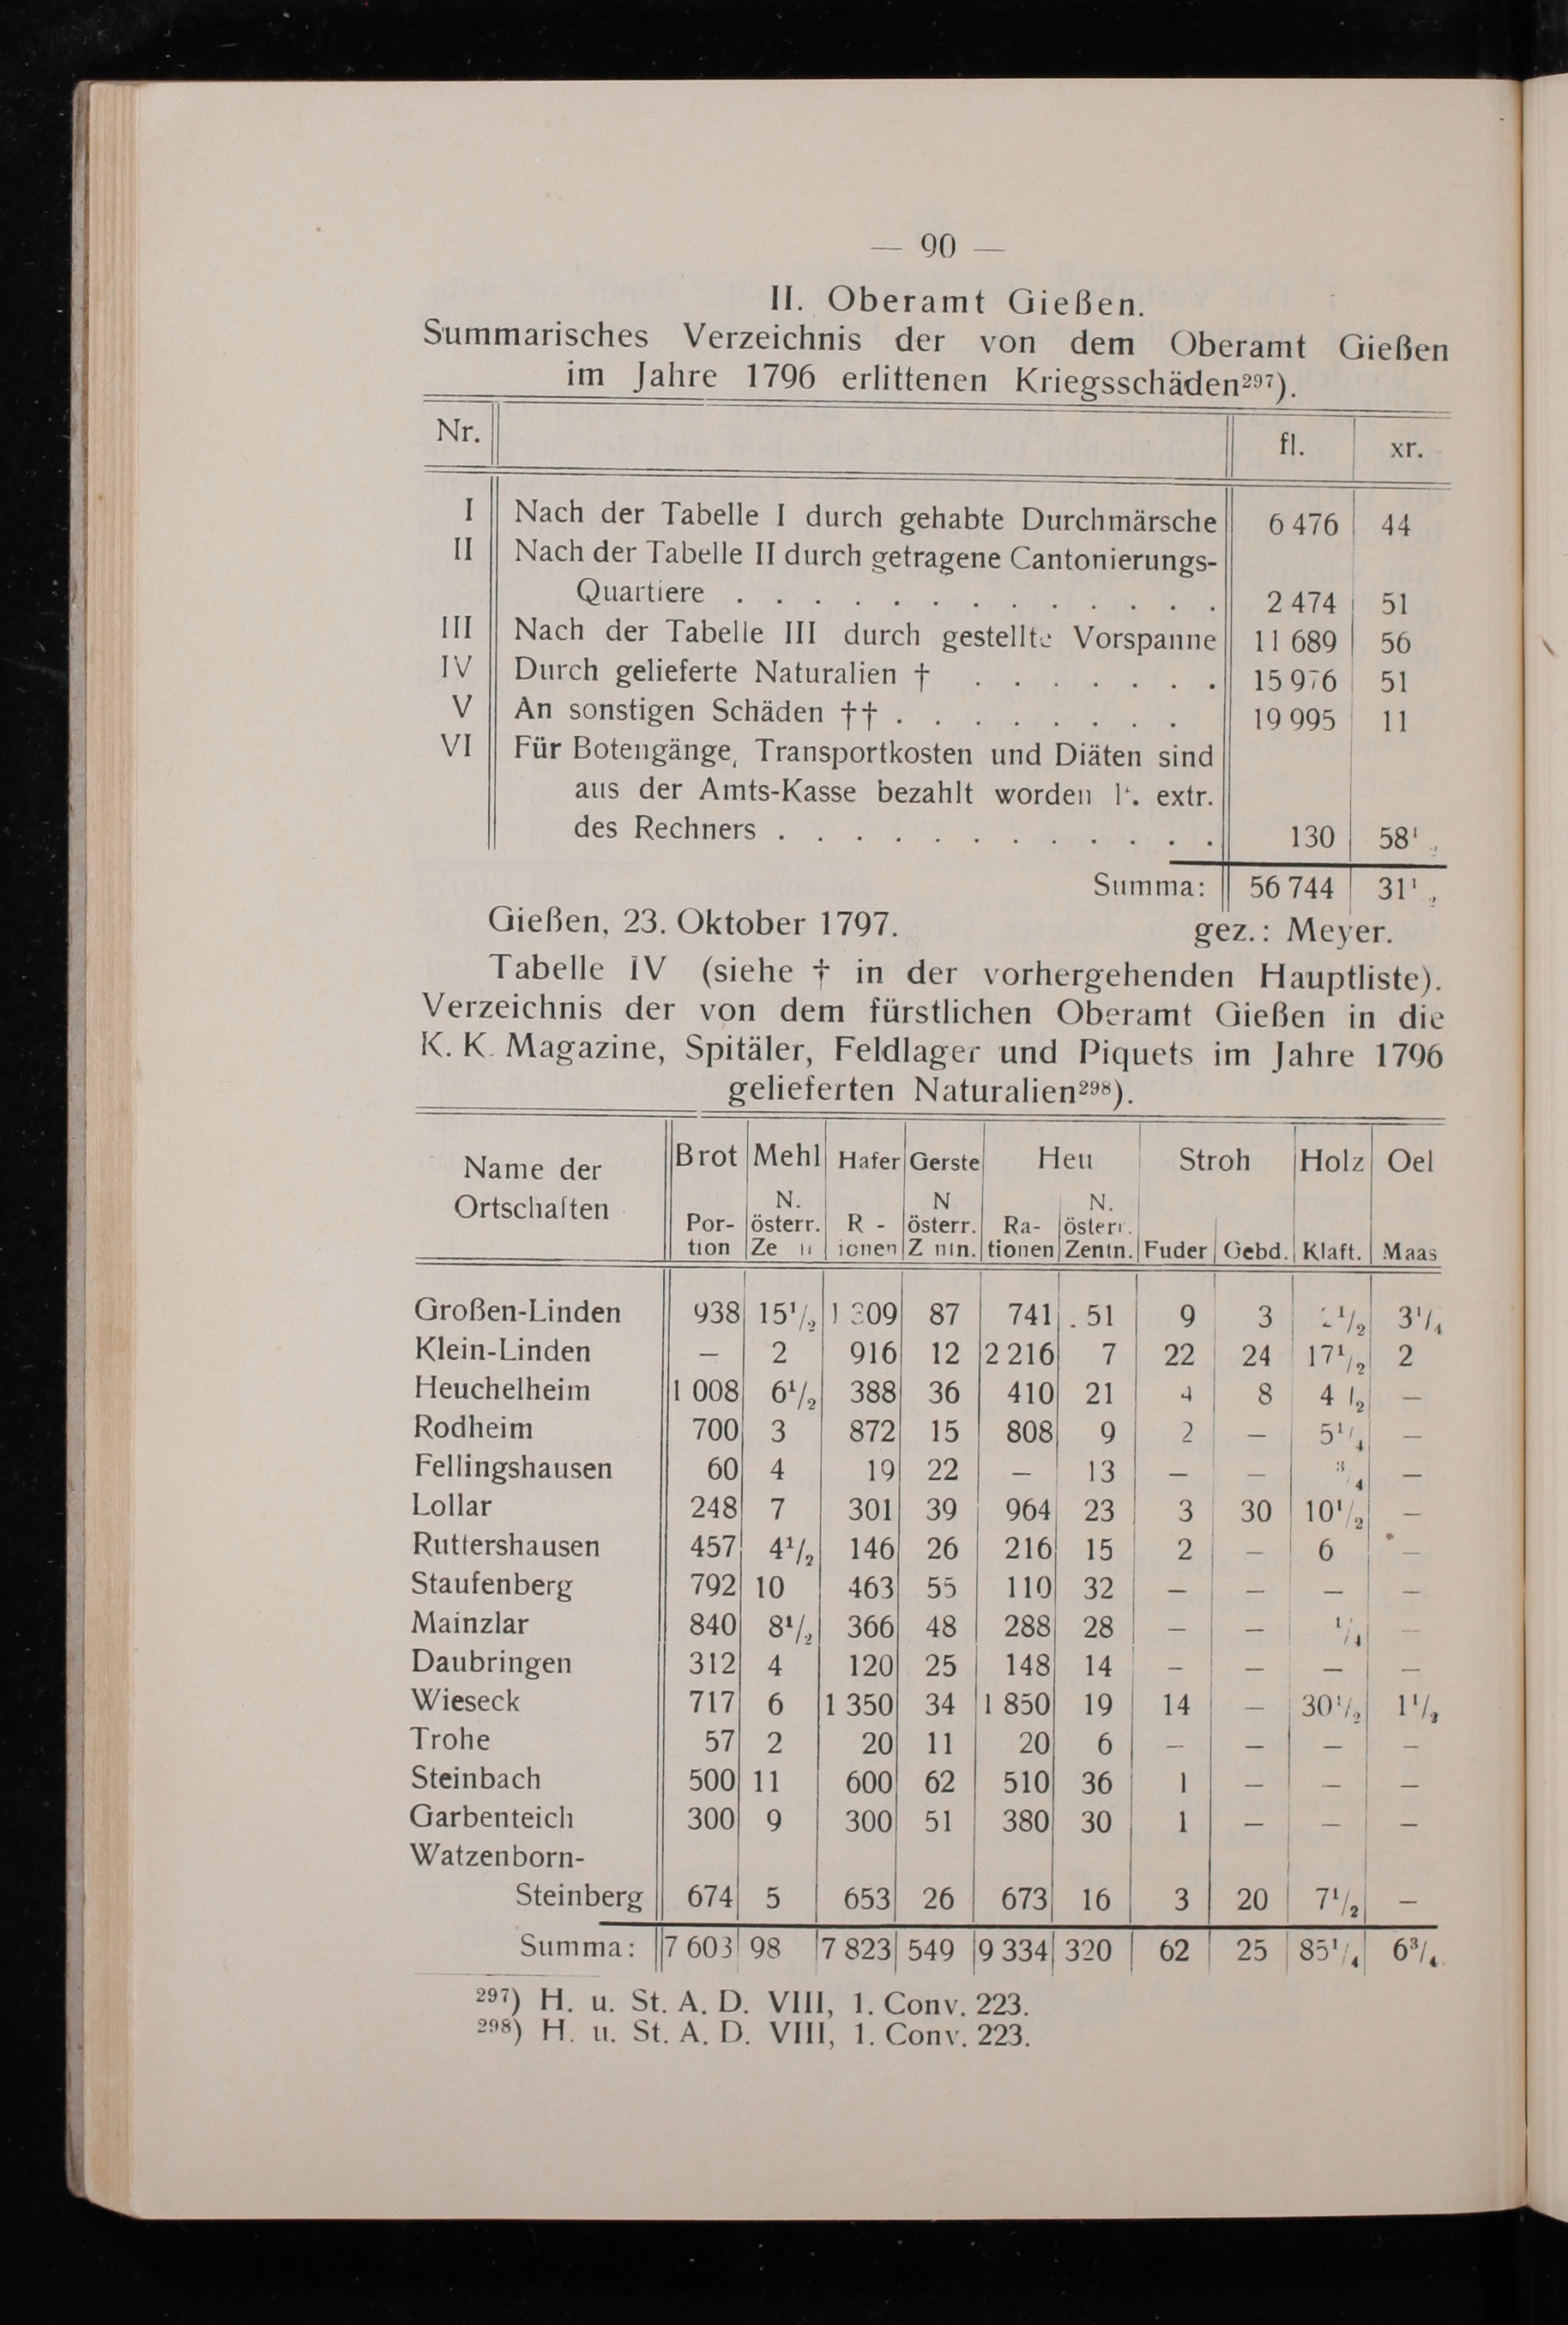 — 90 —
II. Oberamt Gießen.
Summarisches Verzeichnis der von dem Oberamt Gießen
im Jahre 1796 erlittenen Kriegsschäden²⁹⁷).
Nr. fl. xr.
I Nach der Tabelle I durch gehabte Durchmärsche 6 476 44
II Nach der Tabelle II durch getragene Cantonierungs-
Quartiere . . . . . . . . . . . . . 2 474 51
III Nach der Tabelle III durch gestellte Vorspanne 11 689 56
IV Durch gelieferte Naturalien † . . . . . . . 15 976 51
V An sonstigen Schäden †† . . . . . . . . 19 995 11
VI Für Botengänge, Transportkosten und Diäten sind
aus der Amts-Kasse bezahlt worden extr.
des Rechners . . . . . . . . . . . . 130
Summa: 56 744
Gießen, 23. Oktober 1797. gez.: Meyer.
Tabelle IV (siehe † in der vorhergehenden Hauptliste).
Verzeichnis der von dem fürstlichen Oberamt Gießen in die
K. K. Magazine, Spitäler, Feldlager und Piquets im Jahre 1796
gelieferten Naturalien²⁹⁸).
Name der Brot Mehl Hafer Gerste Heu Stroh Holz Oel
Ortschaften N. N N.
Por- österr. R - österr. Ra- österr.
tion ionen tionen Zentn. Fuder Gebd. Klaft. Maas
Großen-Linden 938 15¹/₂ 87 741 51 9 3 3¹/₄
Klein-Linden — 2 916 12 2 216 7 22 24 17¹/₂ 2
Heuchelheim 1 008 6¹/₂ 388 36 410 21 4 8 4 /₂ —
Rodheim 700 3 872 15 808 9 2 — 5¹/₄ —
Fellingshausen 60 4 19 22 — 13 — — ³/₄ —
Lollar 248 7 301 39 964 23 3 30 10¹/₂ —
Ruttershausen 457 4¹/₂ 146 26 216 15 2 — 6 —
Staufenberg 792 10 463 55 110 32 — — — —
Mainzlar 840 8¹/₂ 366 48 288 28 — — ¹/₄ —
Daubringen 312 4 120 25 148 14 — — — —
Wieseck 717 6 1 350 34 1 850 19 14 — 30¹/₂ 1¹/₂
Trohe 57 2 20 11 20 6 — — — —
Steinbach 500 11 600 62 510 36 1 — — —
Garbenteich 300 9 300 51 380 30 1 — — —
Watzenborn-
Steinberg 674 5 653 26 673 16 3 20 7¹/₂ —
Summa: 7 603 98 7 823 549 9 334 320 62 25 85¹/₄ 6³/₄
²⁹⁷) H. u. St. A. D. VIII, 1. Conv. 223.
²⁹⁸) H. u. St. A. D. VIII, 1. Conv. 223.